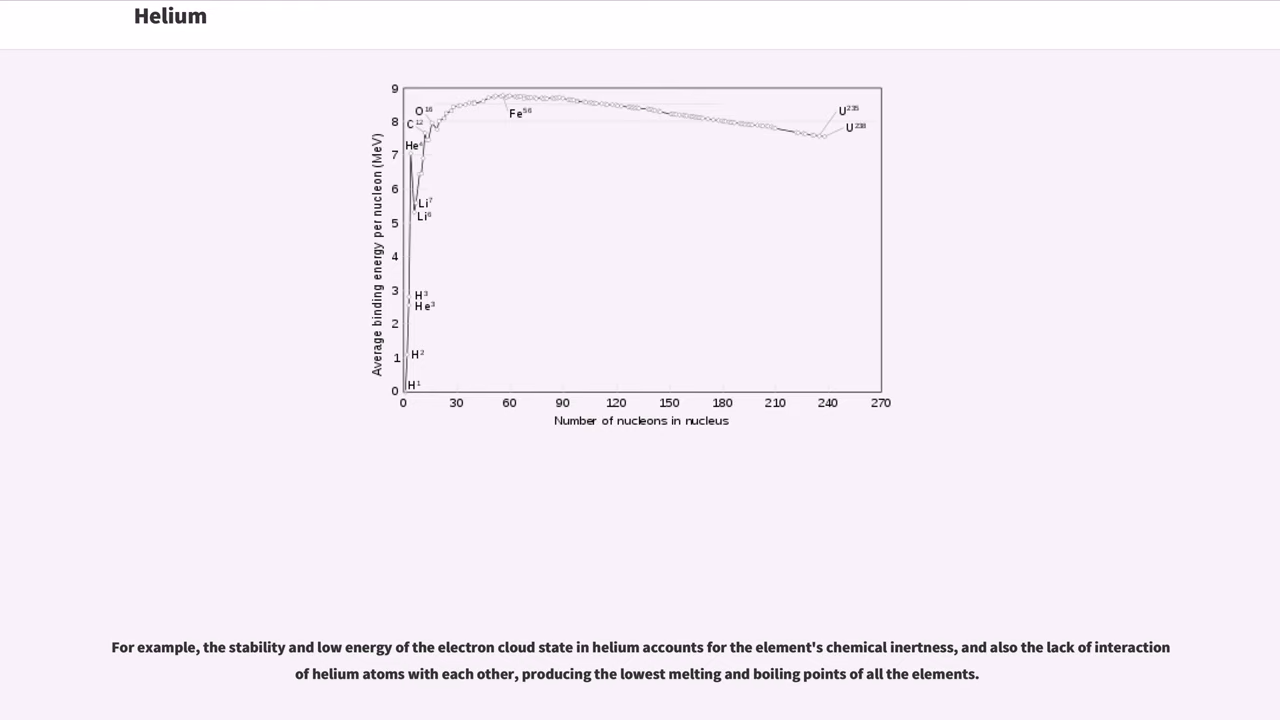 Helium
9
O16
Fe56
U235
8
C12
U238
He4
7
6
Li7
Li6
5
4
3
H3
He3
2
1
H2
0
H1
0 30 60 90 120 150 180 210 240 270
Average binding energy per nucleon (MeV)
Number of nucleons in nucleus
For example, the stability and low energy of the electron cloud state in helium accounts for the element's chemical inertness, and also the lack of interaction
of helium atoms with each other, producing the lowest melting and boiling points of all the elements.